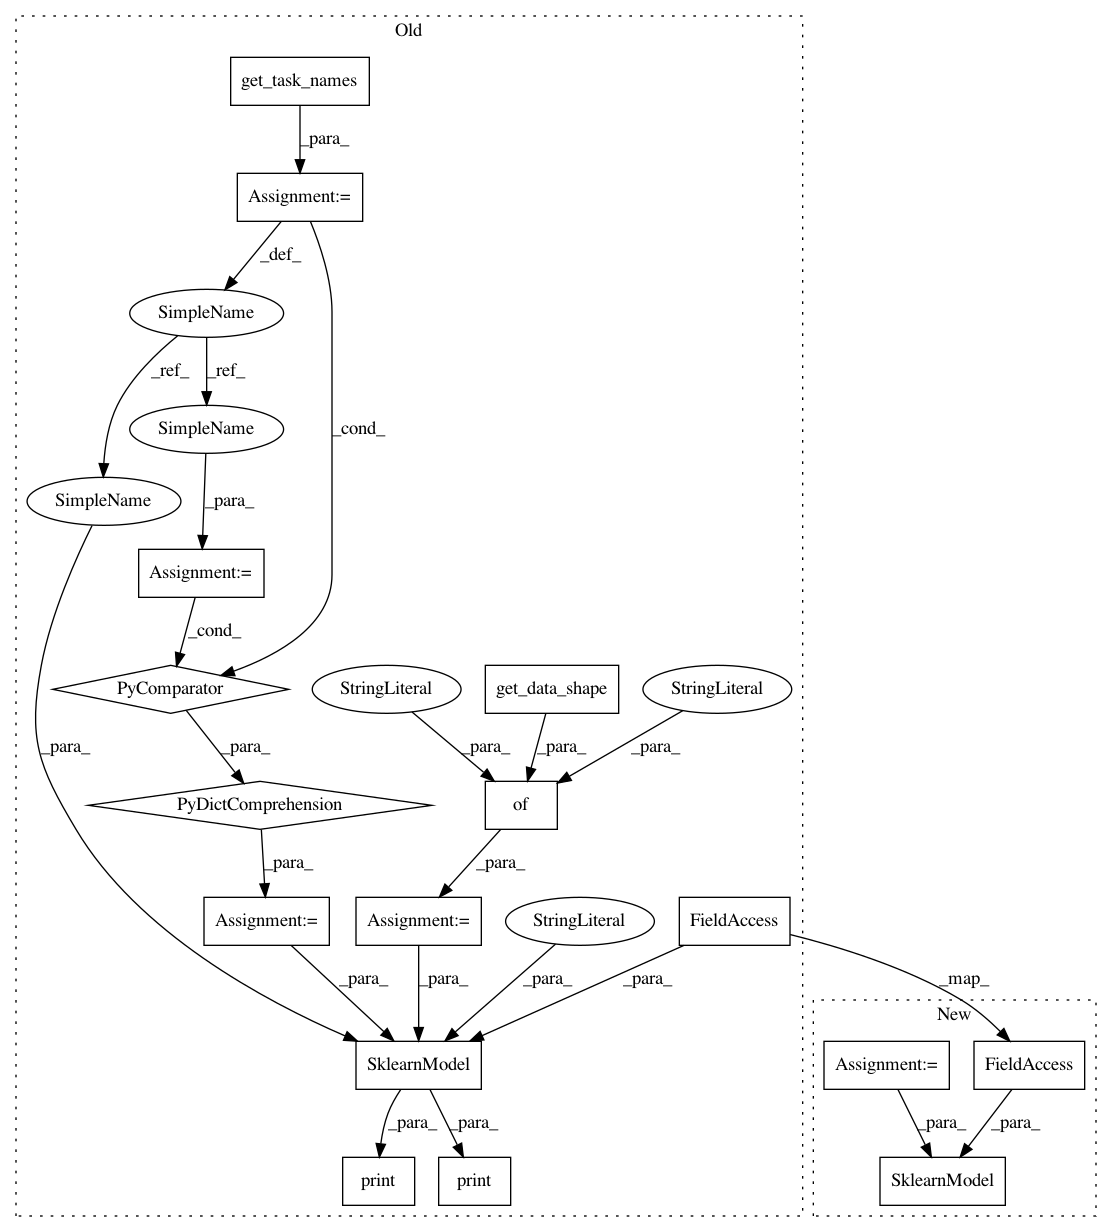 Old
get_task_names
_para_
Assignment:=
_def_
SimpleName
_ref_
_ref_
SimpleName
_cond_
SimpleName
_para_
Assignment:=
_cond_
PyComparator
StringLiteral
get_data_shape
StringLiteral
_para_
_para_
_para_
_para_
_para_
PyDictComprehension
of
_para_
_para_
Assignment:=
Assignment:=
StringLiteral
FieldAccess
_para_
_para_
_para_
_para_
_map_
New
SklearnModel
Assignment:=
FieldAccess
_para_
_para_
_para_
_para_
print
print
SklearnModel